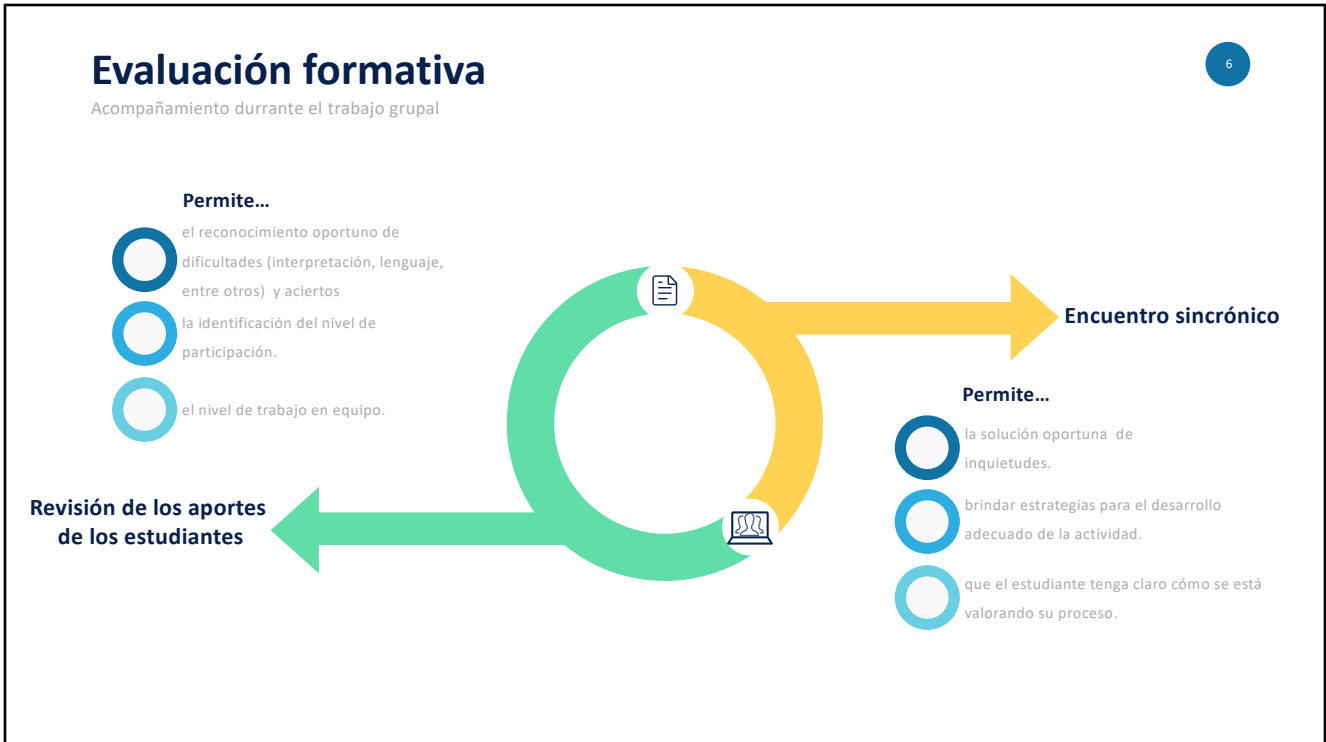 Evaluación formativa
6
Acompañamiento durrante el trabajo grupal
Permite...
el reconocimiento oportuno de
dificultades (interpretación, lenguaje,
entre otros) y aciertos
la identificación del nivel de
participación.
el nivel de trabajo en equipo.
Revisión de los aportes
de los estudiantes
Encuentro sincrónico
Permite...
la solución oportuna de
inquietudes.
brindar estrategias para el desarrollo
adecuado de la actividad.
que el estudiante tenga claro cómo se está
valorando su proceso.